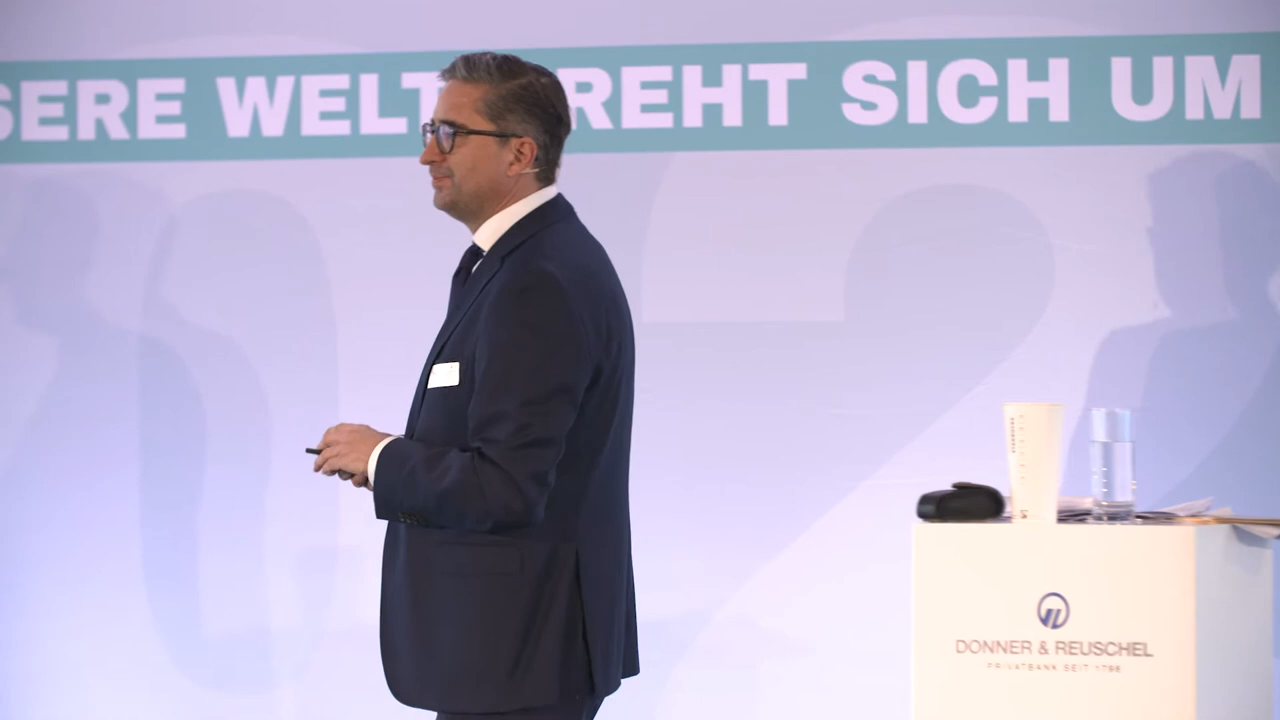 SERE WELT REHT SICH UM
DONNER & REUSCHEL
PRIVATBANK SEIT 1798